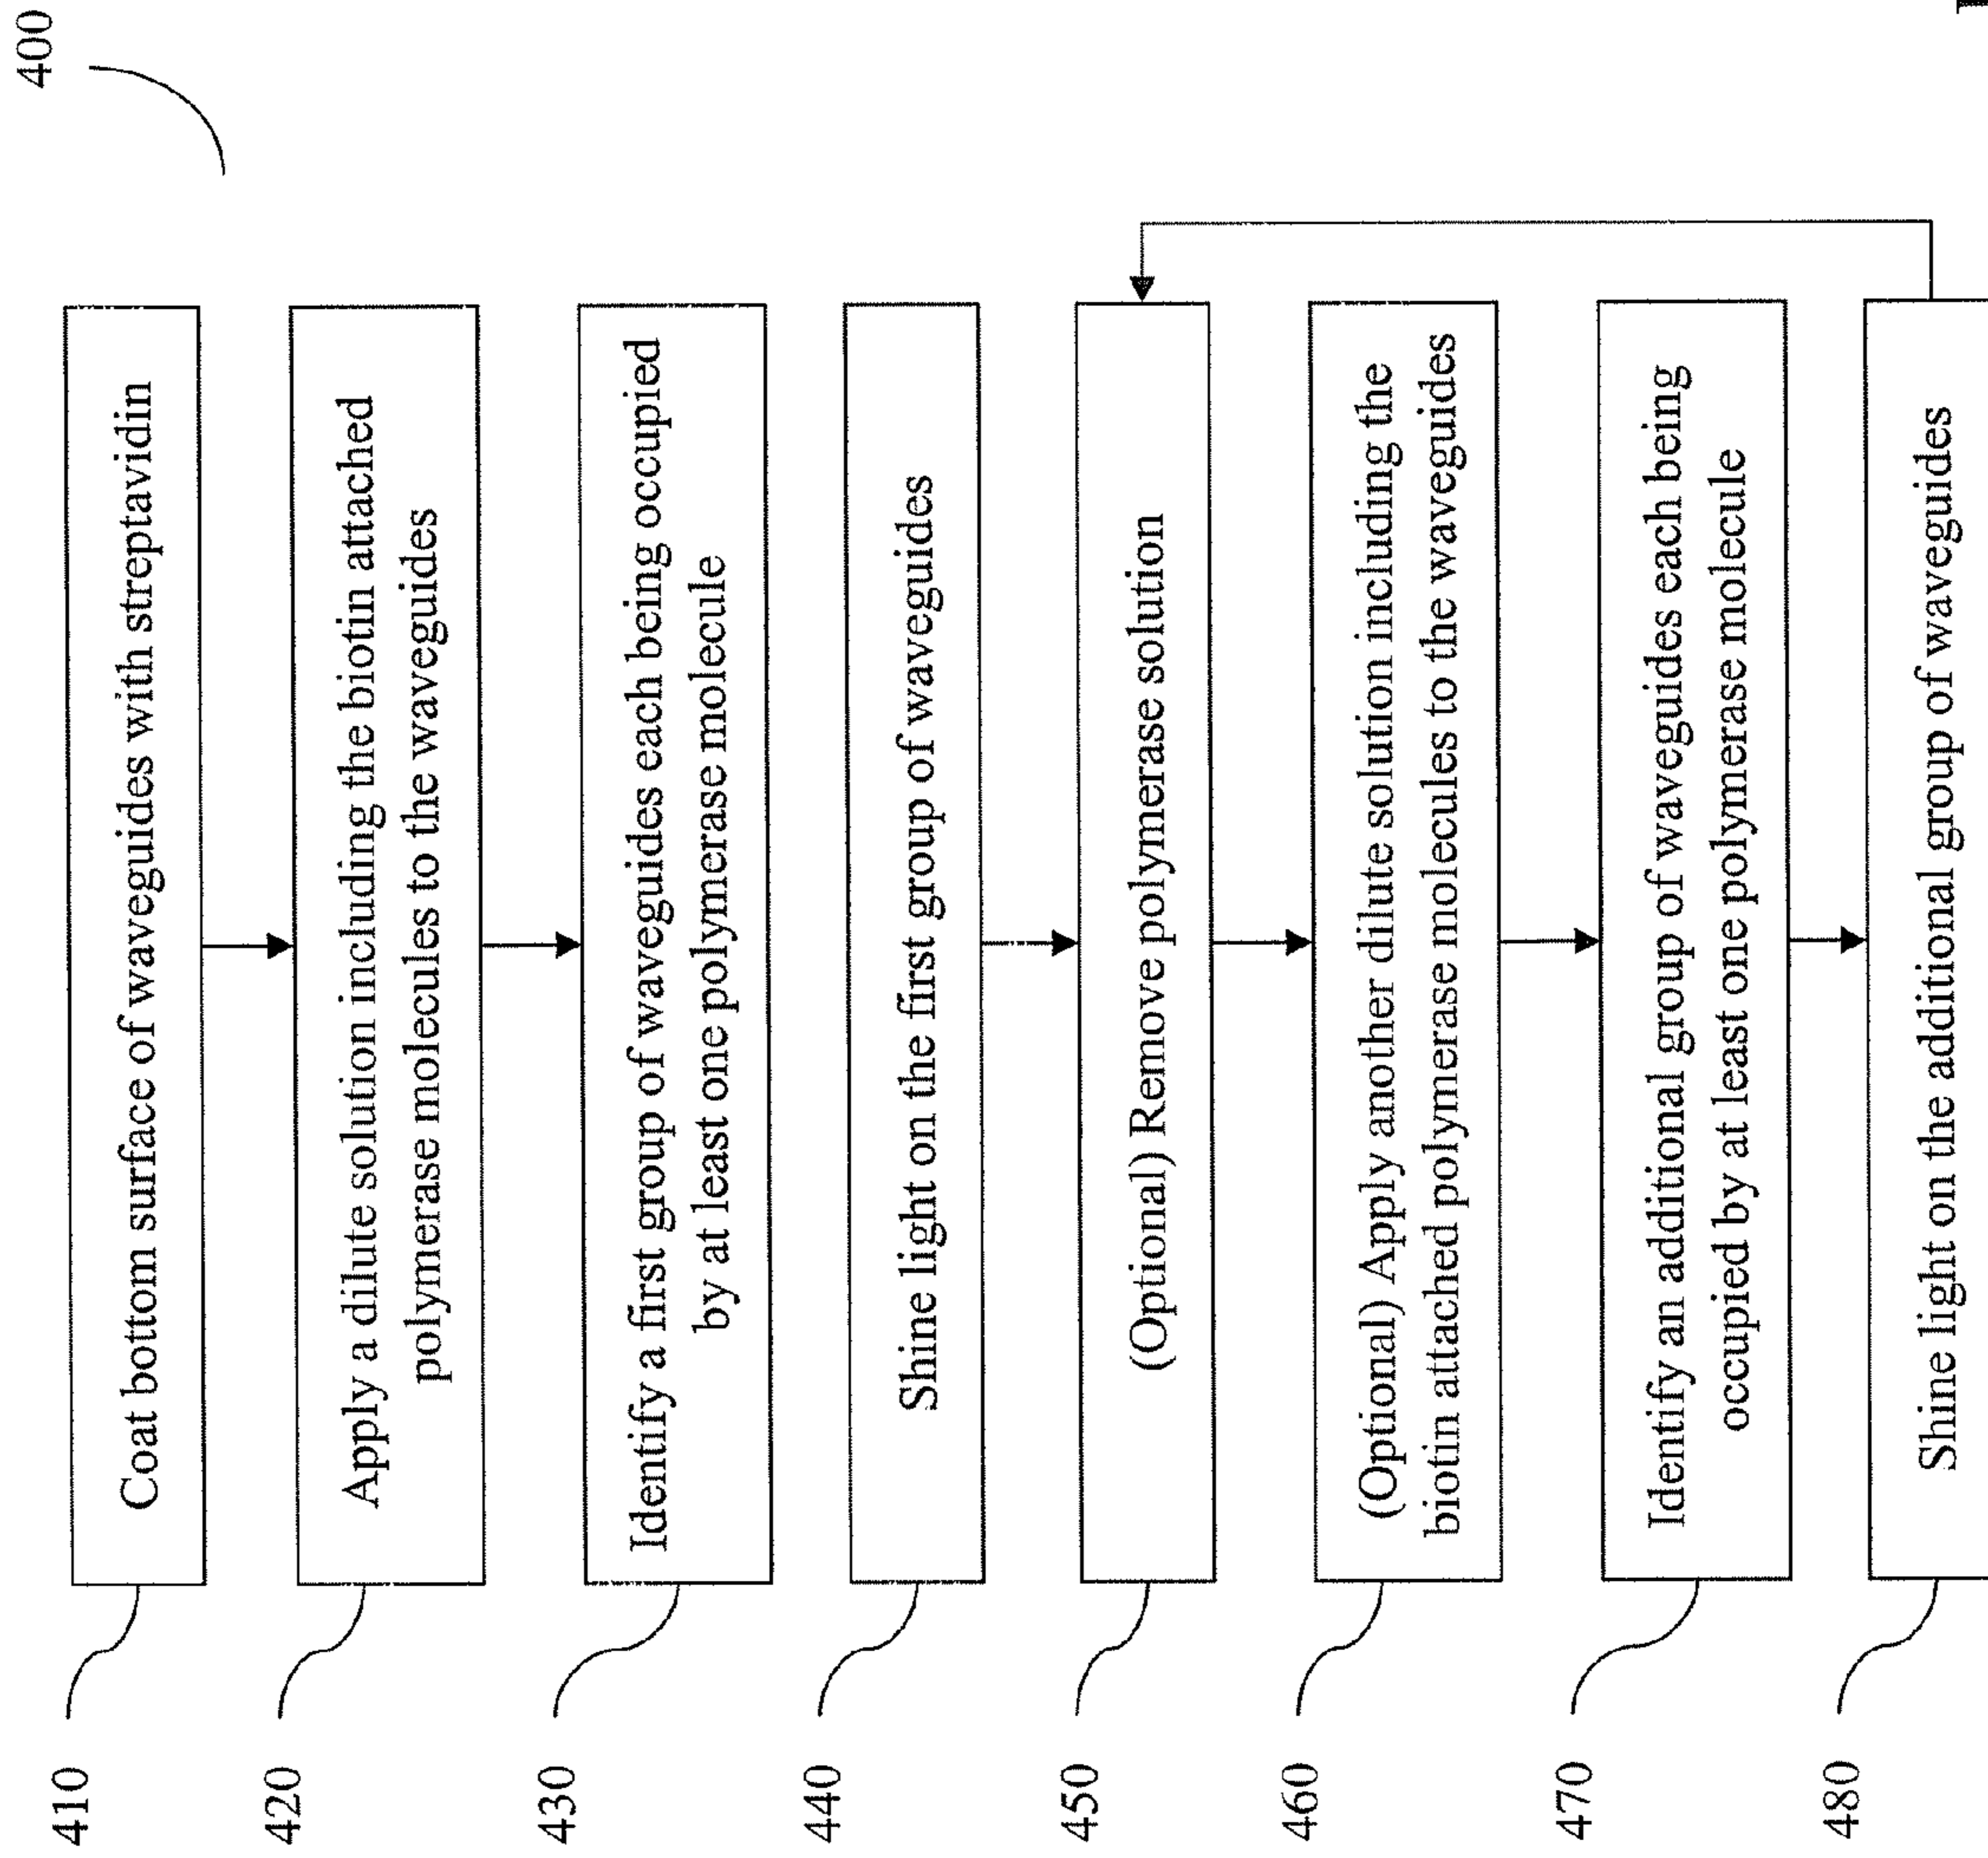 400
410
Coat bottom surface of waveguides with streptavidin
420
Apply a dilute solution including the biotin attached
polymerase molecules to the waveguides
430
Identify a first group of waveguides each being occupied
by at least one polymerase molecule
440
Shine light on the first group of waveguides
450
(Optional) Remove polymerase solution
460
(Optional) Apply another dilute solution including the
biotin attached polymerase molecules to the waveguides
470
Identify an additional group of waveguides each being
occupied by at least one polymerase molecule
480
Shine light on the additional group of waveguides